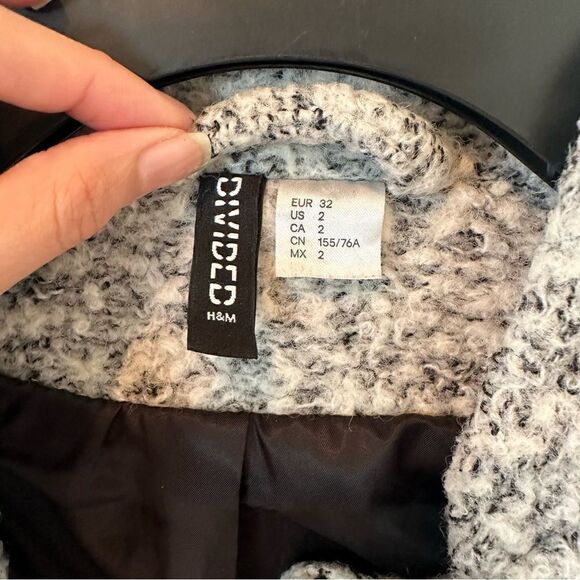 DIVIDED
H&M
EUR 32
US 2
CA 2
CN 155/76A
MX 2